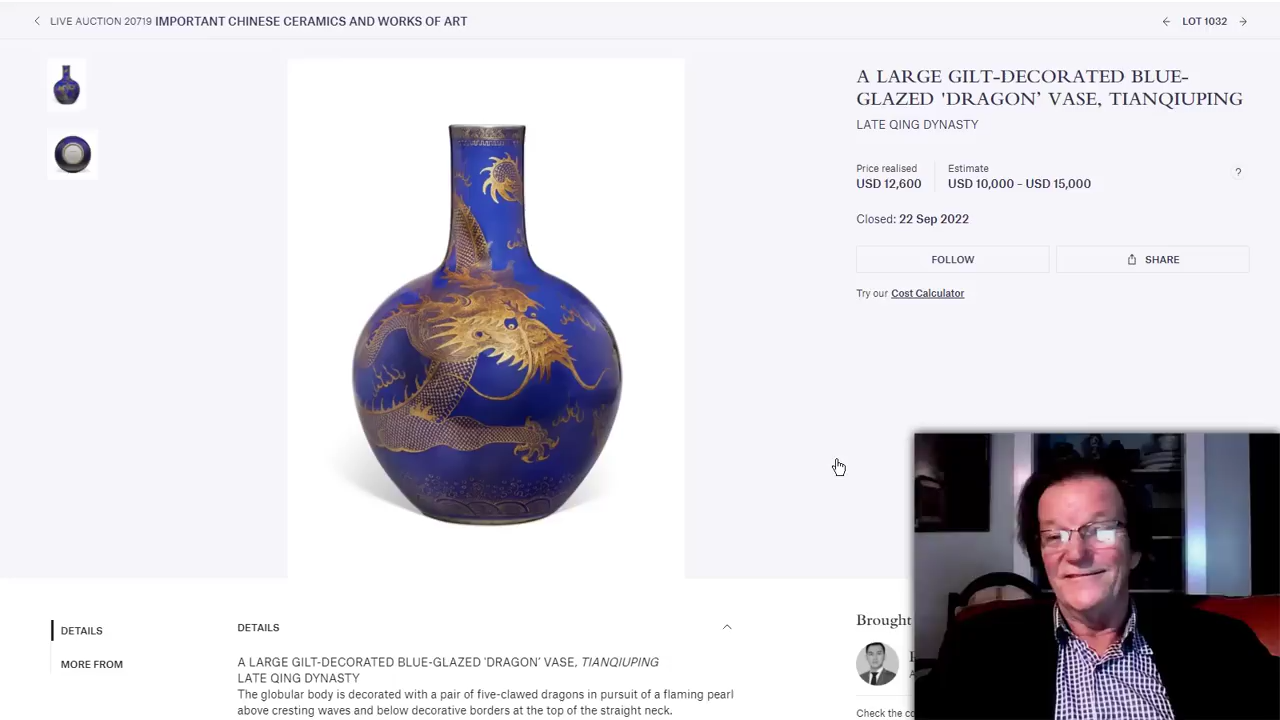 LIVE AUCTION 20719 IMPORTANT CHINESE CERAMICS AND WORKS OF ART
LOT 1032
A LARGE GILT-DECORATED BLUE-
GLAZED 'DRAGON’ VASE, TIANQIUPING
LATE QING DYNASTY
Price realised
USD 12,600
Estimate
USD 10,000 – USD 15,000
?
Closed: 22 Sep 2022
FOLLOW
SHARE
Try our Cost Calculator
DETAILS
MORE FROM
DETAILS
A LARGE GILT-DECORATED BLUE-GLAZED 'DRAGON’ VASE, TIANQIUPING
LATE QING DYNASTY
The globular body is decorated with a pair of five-clawed dragons in pursuit of a flaming pearl
above cresting waves and below decorative borders at the top of the straight neck.
Brought
Check the